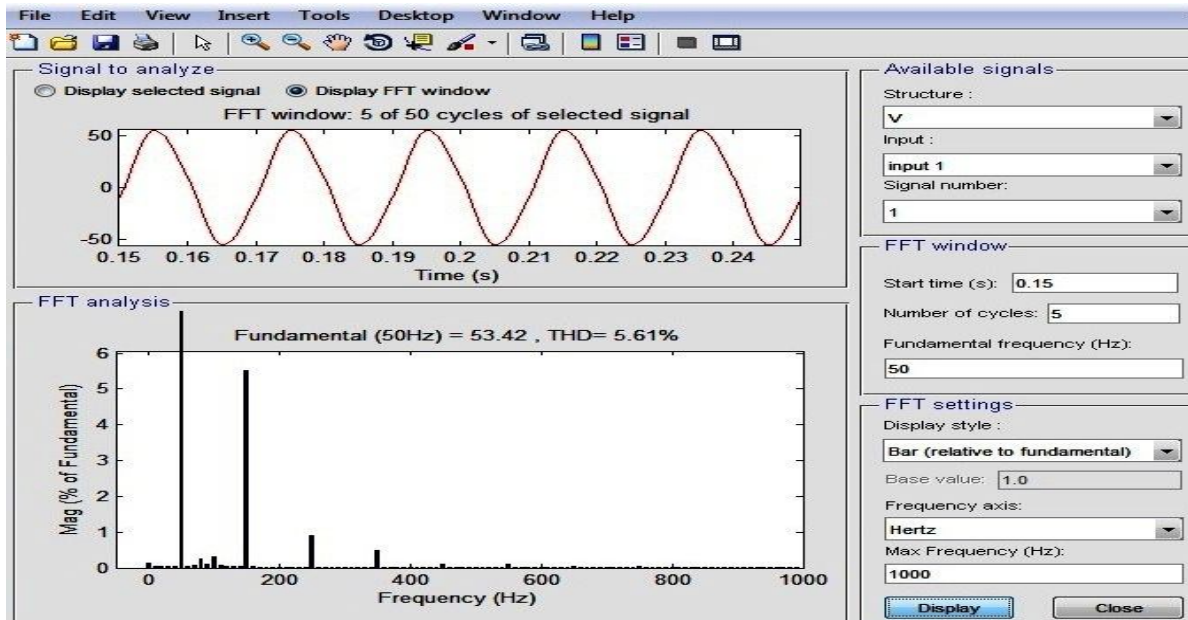 File Edit View Insert Tools Desktop Window Help
Signal to analyze
Display selected signal Display FFT window
FFT window: 5 of 50 cycles of selected signal
50
0
-50
0.15 0.16 0.17 0.18 0.19 0.2 0.21 0.22 0.23 0.24
Time (s)
FFT analysis
Fundamental (50Hz) = 53.42 , THD= 5.61%
6
5
4
3
2
1
0
Mag (% of Fundamental)
0 200 400 600 800 1000
Frequency (Hz)
Available signals
Structure :
V
Input :
input 1
Signal number:
1
FFT window
Start time (s): 0.15
Number of cycles: 5
Fundamental frequency (Hz):
50
FFT settings
Display style :
Bar (relative to fundamental)
Base value: 1.0
Frequency axis:
Hertz
Max Frequency (Hz):
1000
Display Close